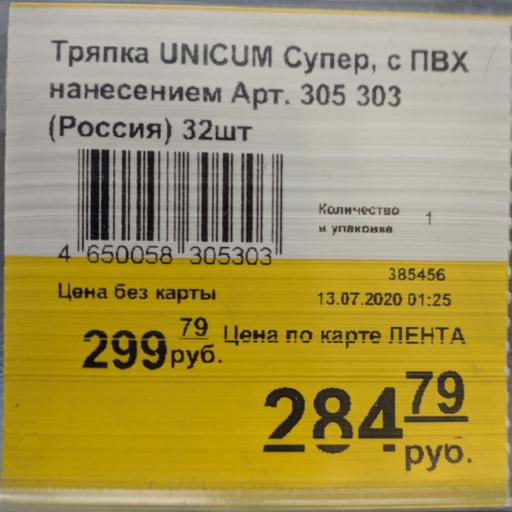 Тряпка UNICUM Супер, с ПВХ
нанесением Арт. 305 303
(Россия) 32шт
Количество
в упаковке 1
4 650058 305303
385456
Цена без карты 13.07.2020 01:25
299 79 руб. Цена по карте ЛЕНТА
284 79 руб.